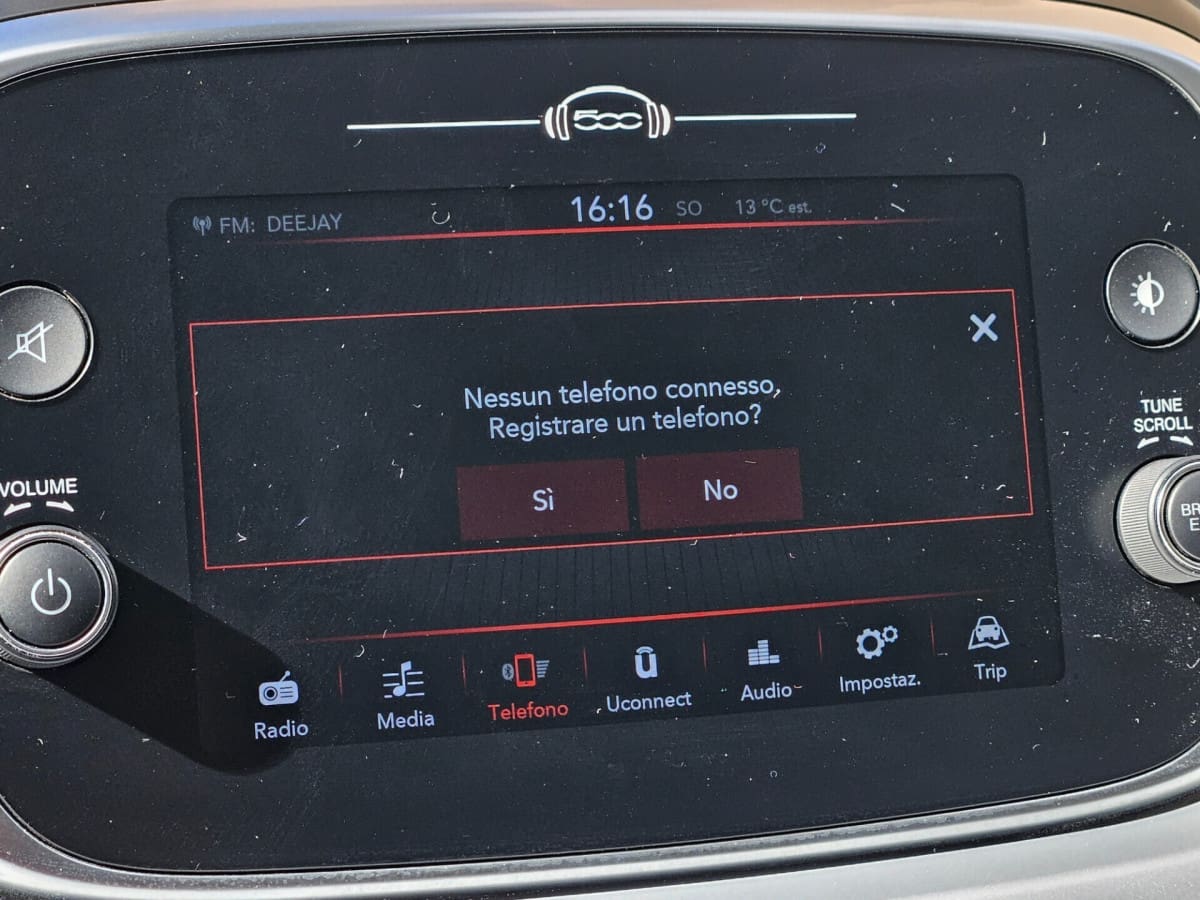 500
FM: DEEJAY 16:16 SO 13 °C est.
Nessun telefono connesso,
Registrare un telefono?
Sì No
VOLUME
TUNE
SCROLL
Radio Media Telefono Uconnect Audio Impostaz. Trip